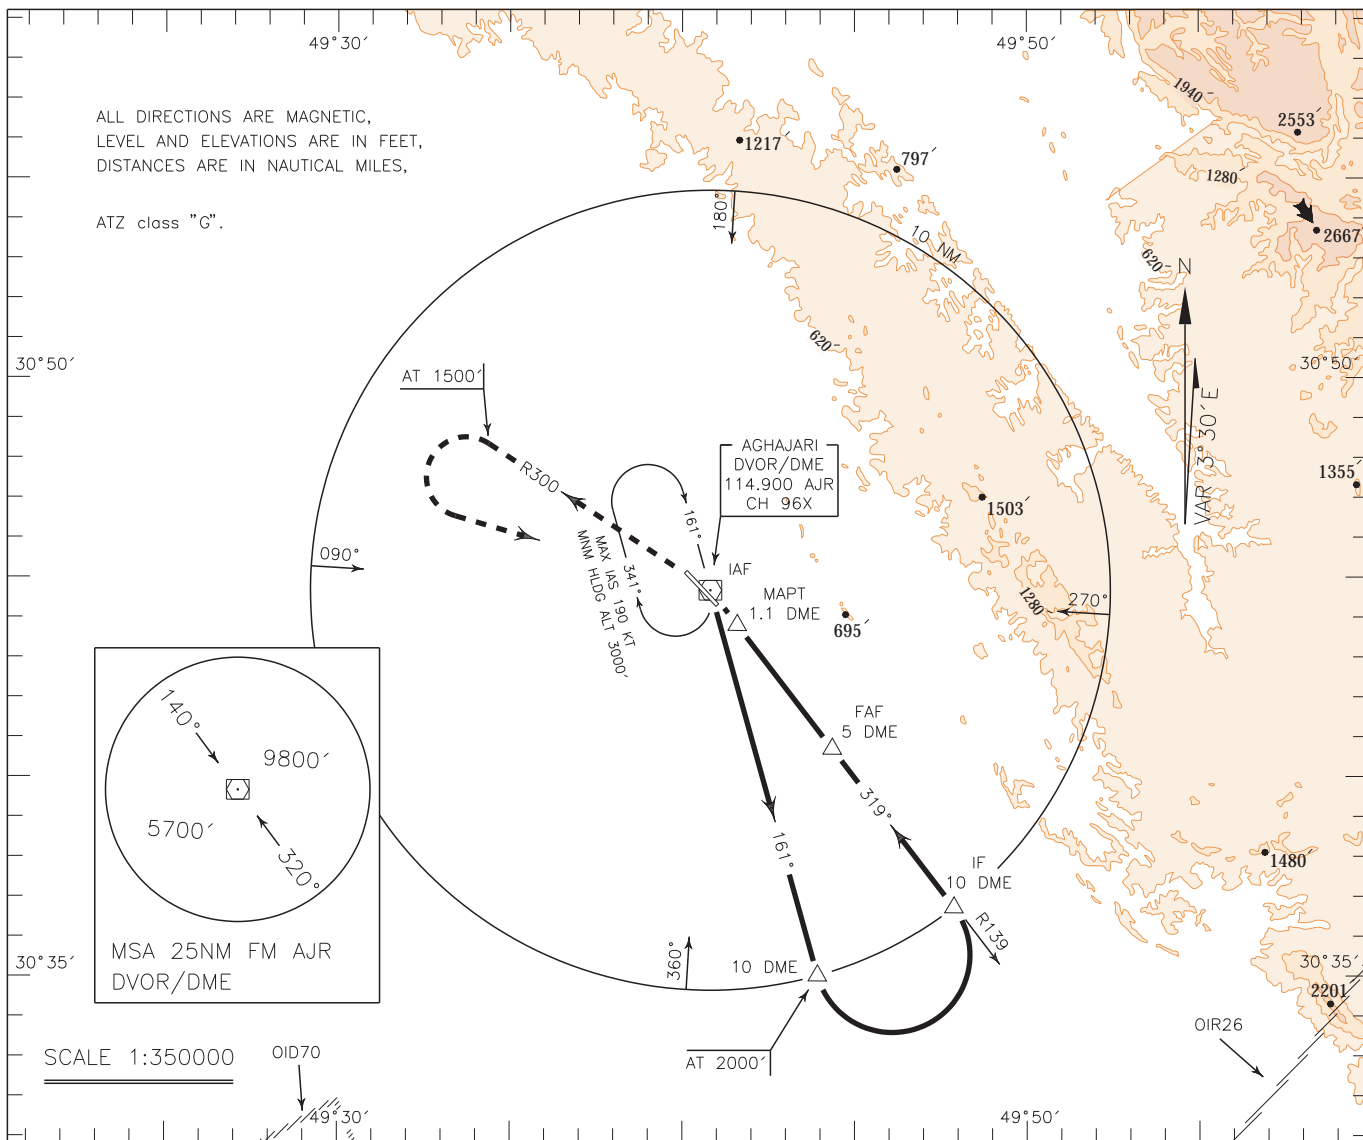 49°30´
49°50´
ALL DIRECTIONS ARE MAGNETIC,
LEVEL AND ELEVATIONS ARE IN FEET,
DISTANCES ARE IN NAUTICAL MILES,
ATZ class "G".
1940´
2553´
1217´
797´
1280´
2667´
180°
10 NM
620´
N
VAR 3°30´E
30°50´
620´
30°50´
AT 1500´
R300
AGHAJARI
DVOR/DME
114.900 AJR
CH 96X
1355´
1503´
161°
341°
MAX IAS 190 KT
MNM HLDG ALT 3000´
090°
IAF
MAPT
1.1 DME
1280´
270°
695´
140°
9800´
5700´
320°
MSA 25NM FM AJR
DVOR/DME
FAF
5 DME
319°
161°
IF
10 DME
1480´
R139
360°
10 DME
30°35´
30°35´
2201´
AT 2000´
OIR26
SCALE 1:350000
OID70
49°30´
49°50´